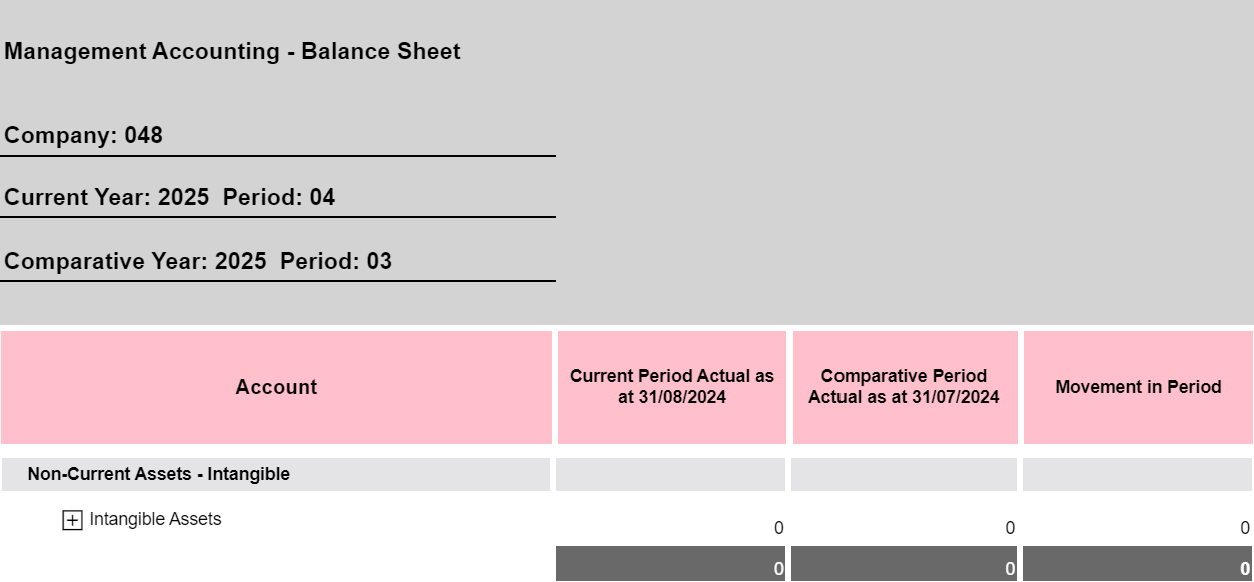 Management Accounting - Balance Sheet
Company: 048
Current Year: 2025  Period: 04
Comparative Year: 2025  Period: 03
Account
Current Period Actual as
at 31/08/2024
Comparative Period
Actual as at 31/07/2024
Movement in Period
Non-Current Assets - Intangible
Intangible Assets
0 0 0
0 0 0